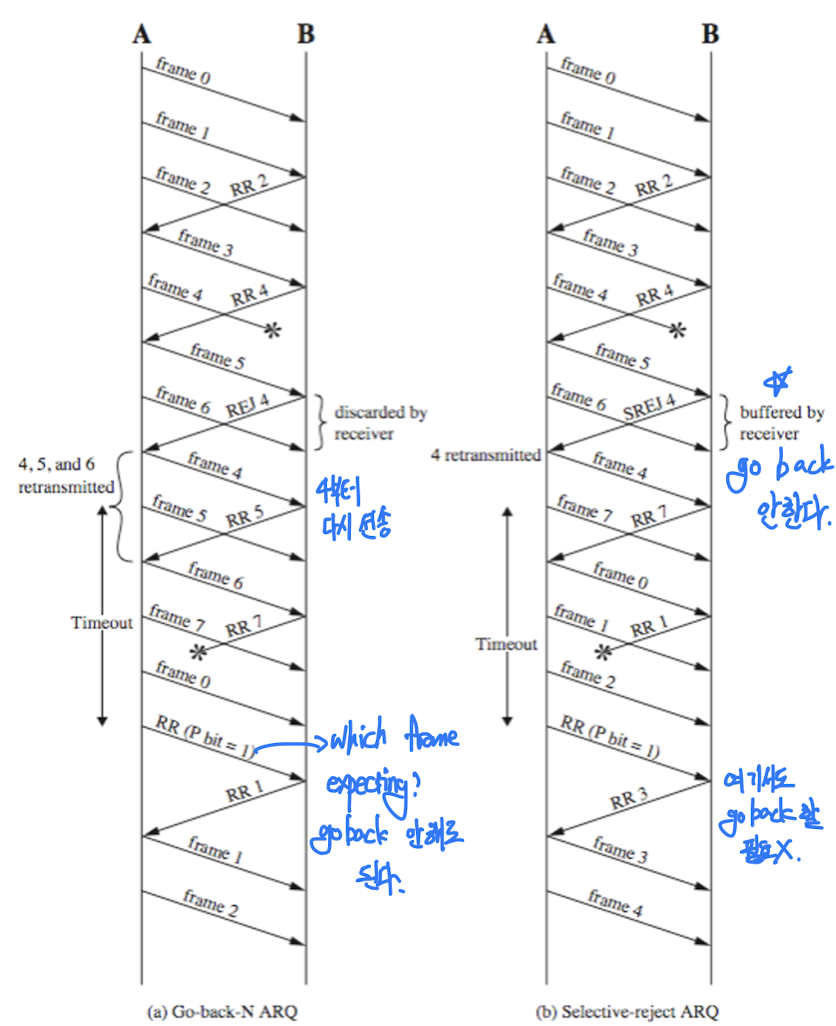 A
B
frame 0
frame 1
frame 2
RR 2
frame 3
frame 4
RR 4
*
frame 5
frame 6
REJ 4
discarded by
receiver
4, 5, and 6
retransmitted
frame 4
4부터
다시 전송
frame 5
RR 5
frame 6
Timeout
frame 7
RR 7
*
frame 0
RR (P bit = 1)
which frame
expecting?
go back 안해도
된다.
RR 1
frame 1
frame 2
(a) Go-back-N ARQ
A
B
frame 0
frame 1
frame 2
RR 2
frame 3
frame 4
RR 4
*
frame 5
frame 6
SREJ 4
buffered by
receiver
go back
안한다.
4 retransmitted
frame 4
frame 7
RR 7
frame 0
Timeout
frame 1
RR 1
*
frame 2
RR (P bit = 1)
여기서도
go back 할
필요X.
RR 3
frame 3
frame 4
(b) Selective-reject ARQ